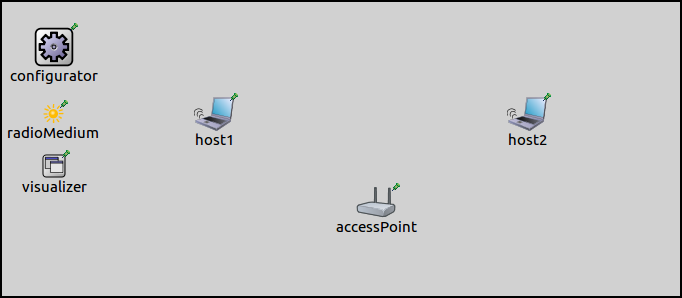 configurator
radioMedium
visualizer
host1
host2
accessPoint